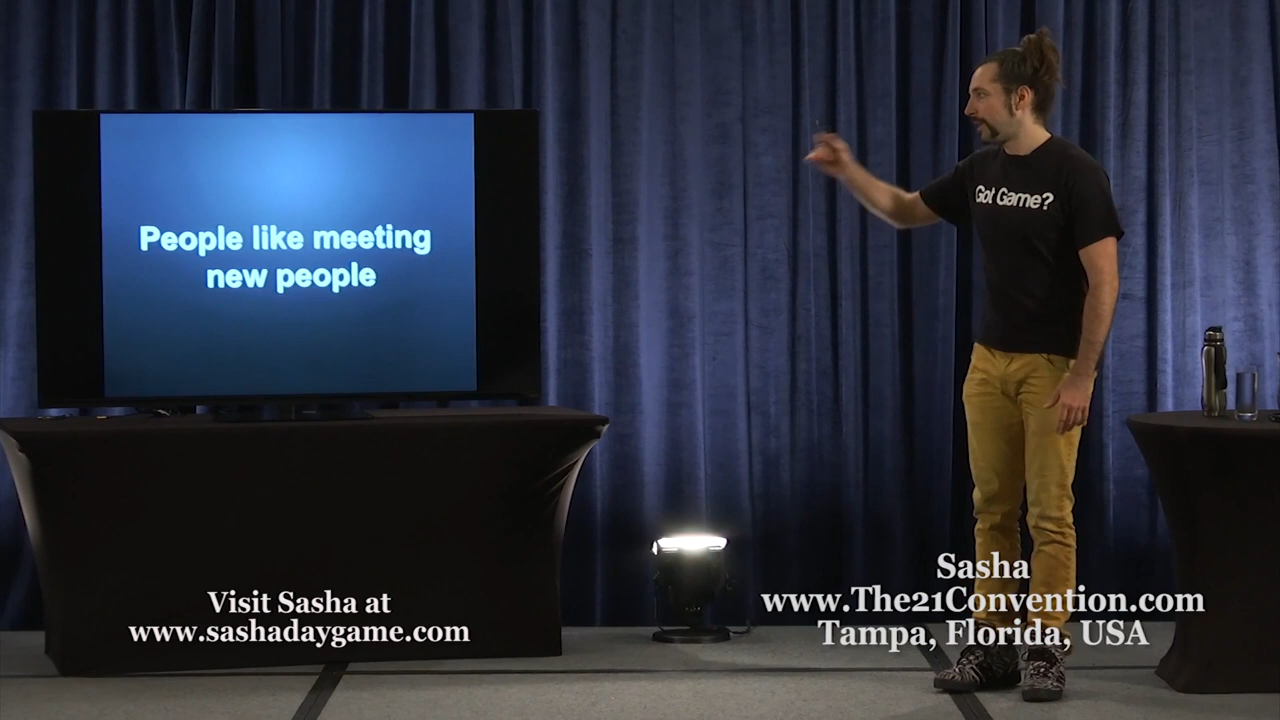 People like meeting
new people
Got Game?
Visit Sasha at
www.sashadaygame.com
Sasha
www.The21Convention.com
Tampa, Florida, USA